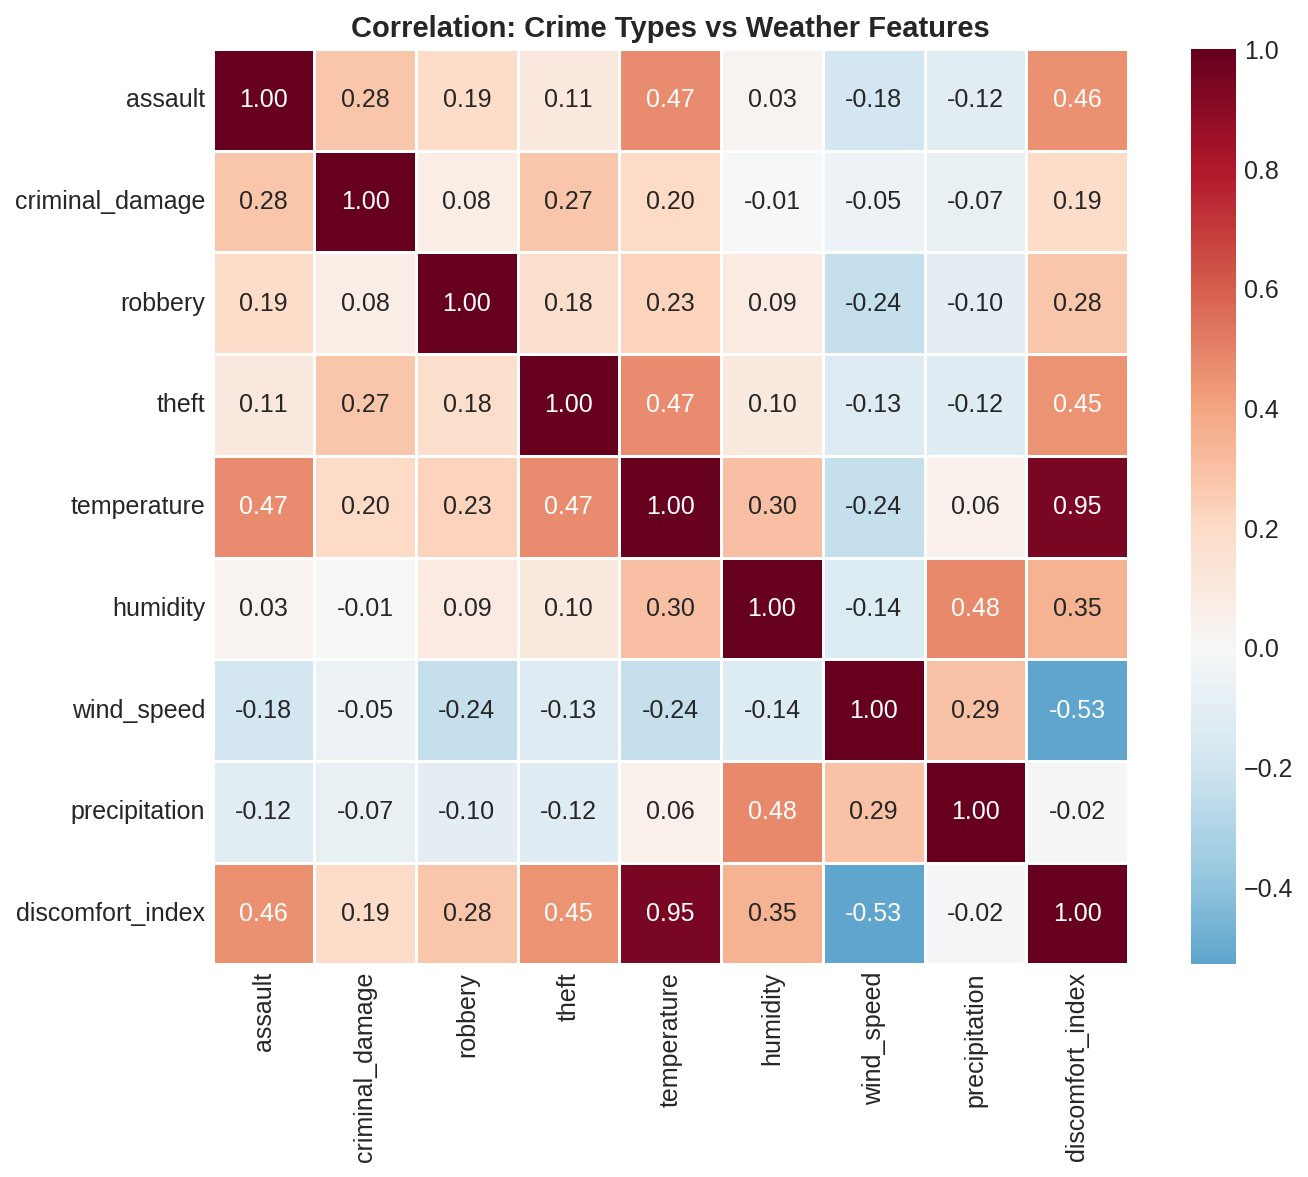 Correlation: Crime Types vs Weather Features
assault 1.00 0.28 0.19 0.11 0.47 0.03 -0.18 -0.12 0.46
criminal_damage 0.28 1.00 0.08 0.27 0.20 -0.01 -0.05 -0.07 0.19
robbery 0.19 0.08 1.00 0.18 0.23 0.09 -0.24 -0.10 0.28
theft 0.11 0.27 0.18 1.00 0.47 0.10 -0.13 -0.12 0.45
temperature 0.47 0.20 0.23 0.47 1.00 0.30 -0.24 0.06 0.95
humidity 0.03 -0.01 0.09 0.10 0.30 1.00 -0.14 0.48 0.35
wind_speed -0.18 -0.05 -0.24 -0.13 -0.24 -0.14 1.00 0.29 -0.53
precipitation -0.12 -0.07 -0.10 -0.12 0.06 0.48 0.29 1.00 -0.02
discomfort_index 0.46 0.19 0.28 0.45 0.95 0.35 -0.53 -0.02 1.00
assault criminal_damage robbery theft temperature humidity wind_speed precipitation discomfort_index
1.0
0.8
0.6
0.4
0.2
0.0
−0.2
−0.4